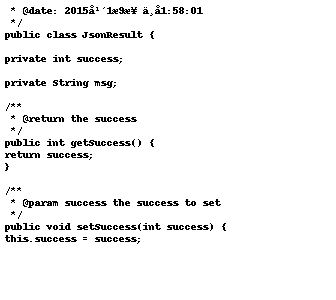 * @date: 2015å¹´1æ9æ¥ ä¸å1:58:01
*/
public class JsonResult {
private int success;
private String msg;
/**
* @return the success
*/
public int getSuccess() {
return success;
}
/**
* @param success the success to set
*/
public void setSuccess(int success) {
this.success = success;